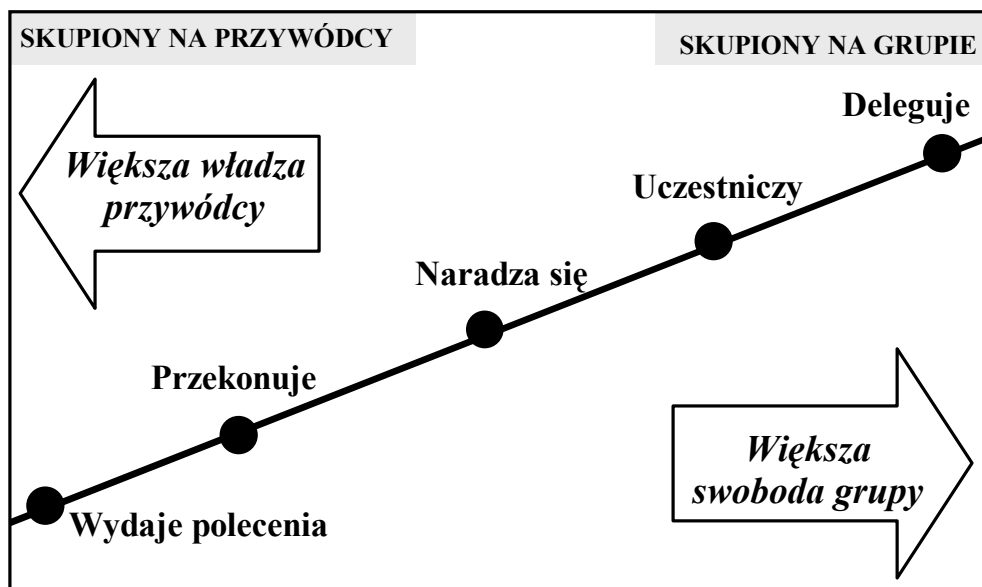 SKUPIONY NA PRZYWÓDCY
SKUPIONY NA GRUPIE
Deleguje
Większa władza
przywódcy
Uczestniczy
Naradza się
Przekonuje
Większa
swoboda grupy
Wydaje polecenia